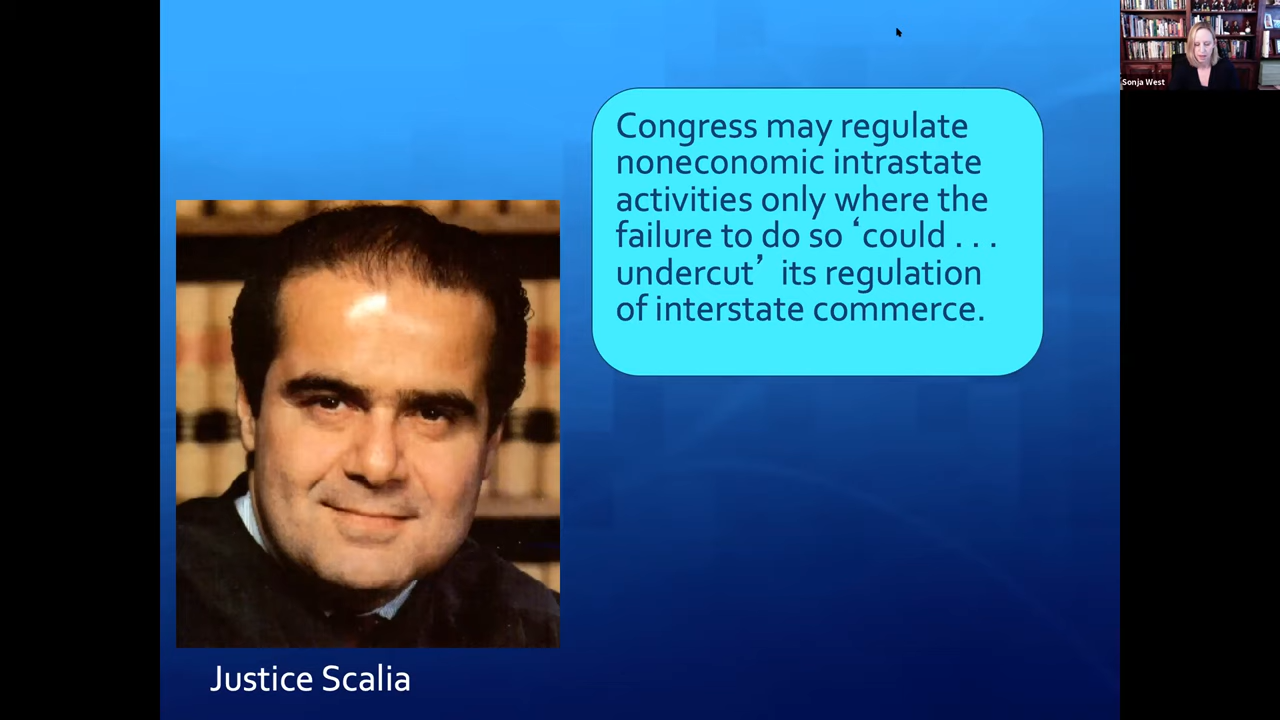 Sonja West
Congress may regulate
noneconomic intrastate
activities only where the
failure to do so ‘could . . .
undercut’ its regulation
of interstate commerce.
Justice Scalia